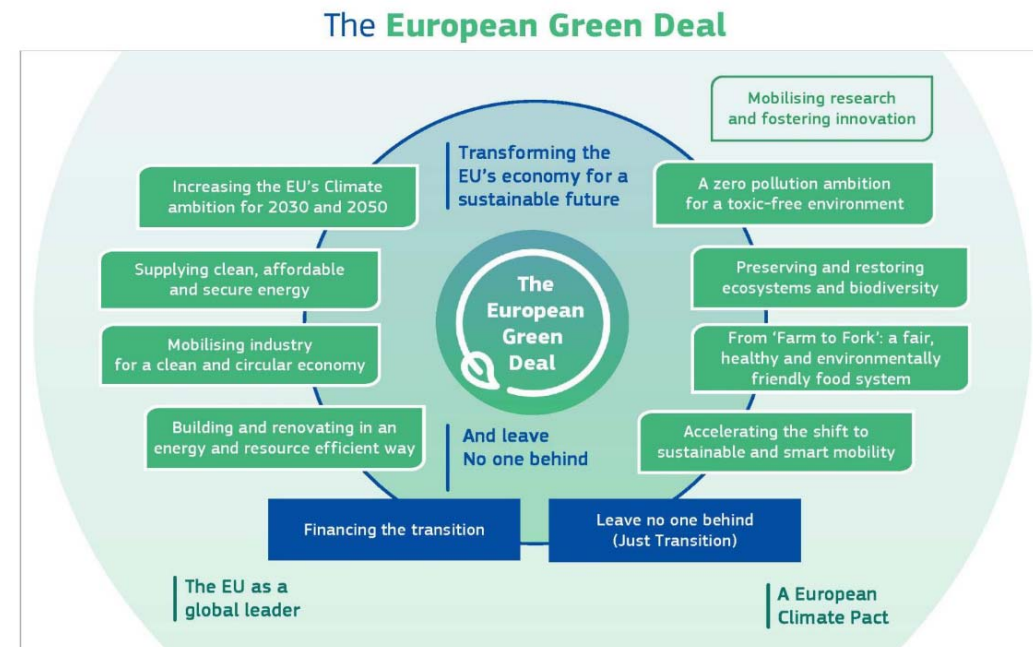 The European Green Deal
Mobilising research
and fostering innovation
Transforming the
EU's economy for a
sustainable future
Increasing the EU's Climate
ambition for 2030 and 2050
A zero pollution ambition
for a toxic-free environment
Supplying clean, affordable
and secure energy
The
European
Green
Deal
Preserving and restoring
ecosystems and biodiversity
Mobilising industry
for a clean and circular economy
From ‘Farm to Fork’: a fair,
healthy and environmentally
friendly food system
Building and renovating in an
energy and resource efficient way
And leave
No one behind
Accelerating the shift to
sustainable and smart mobility
Financing the transition
Leave no one behind
(Just Transition)
The EU as a
global leader
A European
Climate Pact